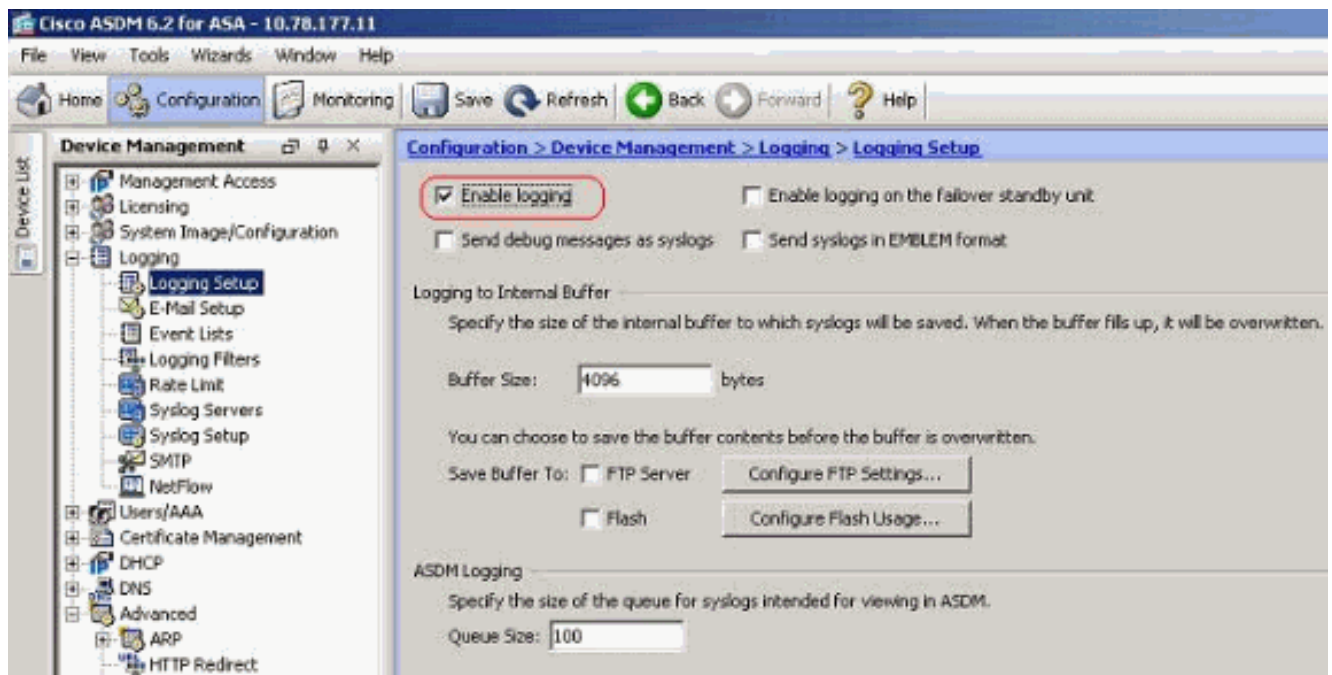 Cisco ASDM 6.2 for ASA - 10.78.177.11
File View Tools Wizards Window Help
Home Configuration Monitoring Save Refresh Back Forward Help
Device List
Device Management
Management Access
Licensing
System Image/Configuration
Logging
Logging Setup
E-Mail Setup
Event Lists
Logging Filters
Rate Limit
Syslog Servers
Syslog Setup
SMTP
NetFlow
Users/AAA
Certificate Management
DHCP
DNS
Advanced
ARP
HTTP Redirect
Configuration > Device Management > Logging > Logging Setup
Enable logging Enable logging on the failover standby unit
Send debug messages as syslogs Send syslogs in EMBLEM format
Logging to Internal Buffer
Specify the size of the internal buffer to which syslogs will be saved. When the buffer fills up, it will be overwritten.
Buffer Size: 4096 bytes
You can choose to save the buffer contents before the buffer is overwritten.
Save Buffer To: FTP Server Configure FTP Settings...
Flash Configure Flash Usage...
ASDM Logging
Specify the size of the queue for syslogs intended for viewing in ASDM.
Queue Size: 100